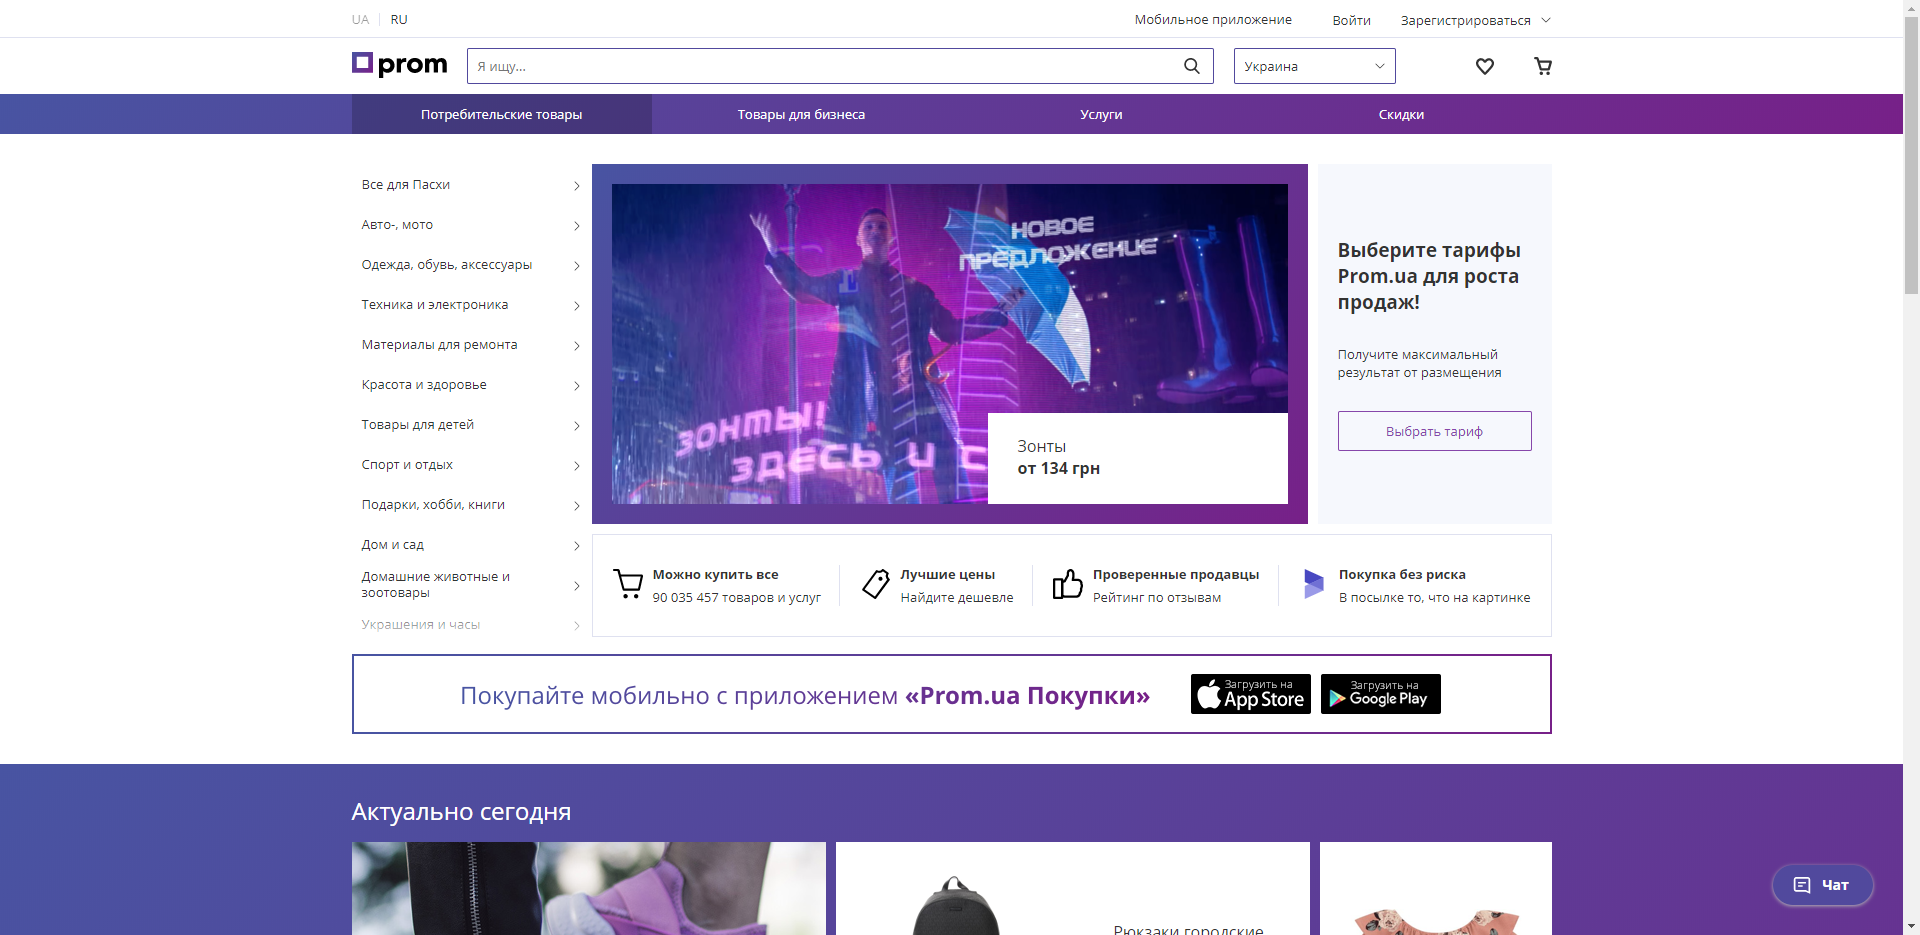 UA RU
Мобильное приложение Войти Зарегистрироваться
prom Я ищу... Украина
Потребительские товары Товары для бизнеса Услуги Скидки
Все для Пасхи
Авто-, мото
Одежда, обувь, аксессуары
Техника и электроника
Материалы для ремонта
Красота и здоровье
Товары для детей
Спорт и отдых
Подарки, хобби, книги
Дом и сад
Домашние животные и
зоотовары
Украшения и часы
НОВОЕ
ПРЕДЛОЖЕНИЕ
ЗОНТЫ!
ЗДЕСЬ И С
Зонты
от 134 грн
Выберите тарифы
Prom.ua для роста
продаж!
Получите максимальный
результат от размещения
Выбрать тариф
Можно купить все
90 035 457 товаров и услуг
Лучшие цены
Найдите дешевле
Проверенные продавцы
Рейтинг по отзывам
Покупка без риска
В посылке то, что на картинке
Покупайте мобильно с приложением «Prom.ua Покупки»
Загрузить на
App Store
Загрузить на
Google Play
Актуально сегодня
Рюкзаки городские
Чат